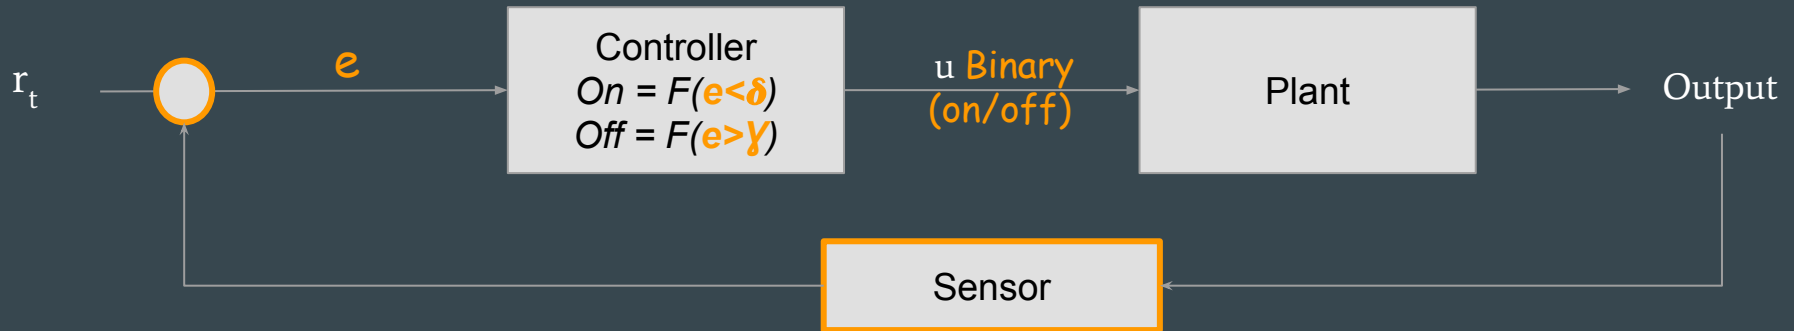 r_t
e
Controller
On = F(e<δ)
Off = F(e>γ)
u Binary
(on/off)
Plant
Output
Sensor